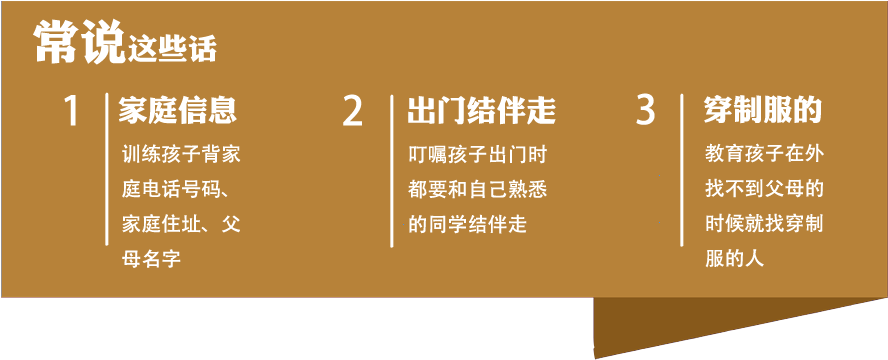 常说这些话
1
家庭信息
训练孩子背家
庭电话号码、
家庭住址、父
母名字
2
出门结伴走
叮嘱孩子出门时
都要和自己熟悉
的同学结伴走
3
穿制服的
教育孩子在外
找不到父母的
时候就找穿制
服的人